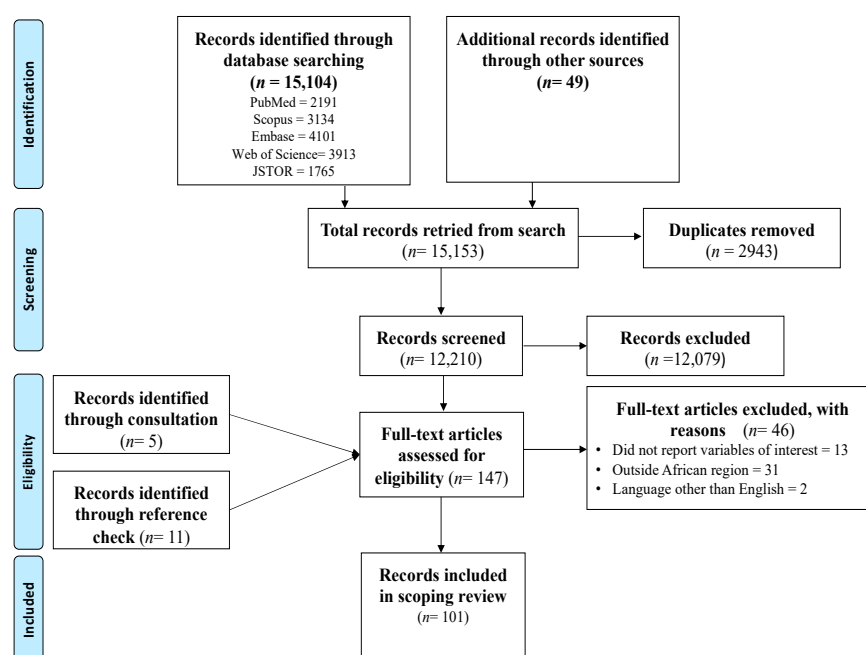 Identification
Records identified through
database searching
(n = 15,104)
PubMed = 2191
Scopus = 3134
Embase = 4101
Web of Science= 3913
JSTOR = 1765
Additional records identified
through other sources
(n= 49)
Screening
Total records retried from search
(n= 15,153)
Duplicates removed
(n = 2943)
Records screened
(n= 12,210)
Records excluded
(n =12,079)
Eligibility
Records identified
through consultation
(n= 5)
Records identified
through reference
check (n= 11)
Full-text articles
assessed for
eligibility (n= 147)
Full-text articles excluded, with
reasons (n= 46)
• Did not report variables of interest = 13
• Outside African region = 31
• Language other than English = 2
Included
Records included
in scoping review
(n= 101)